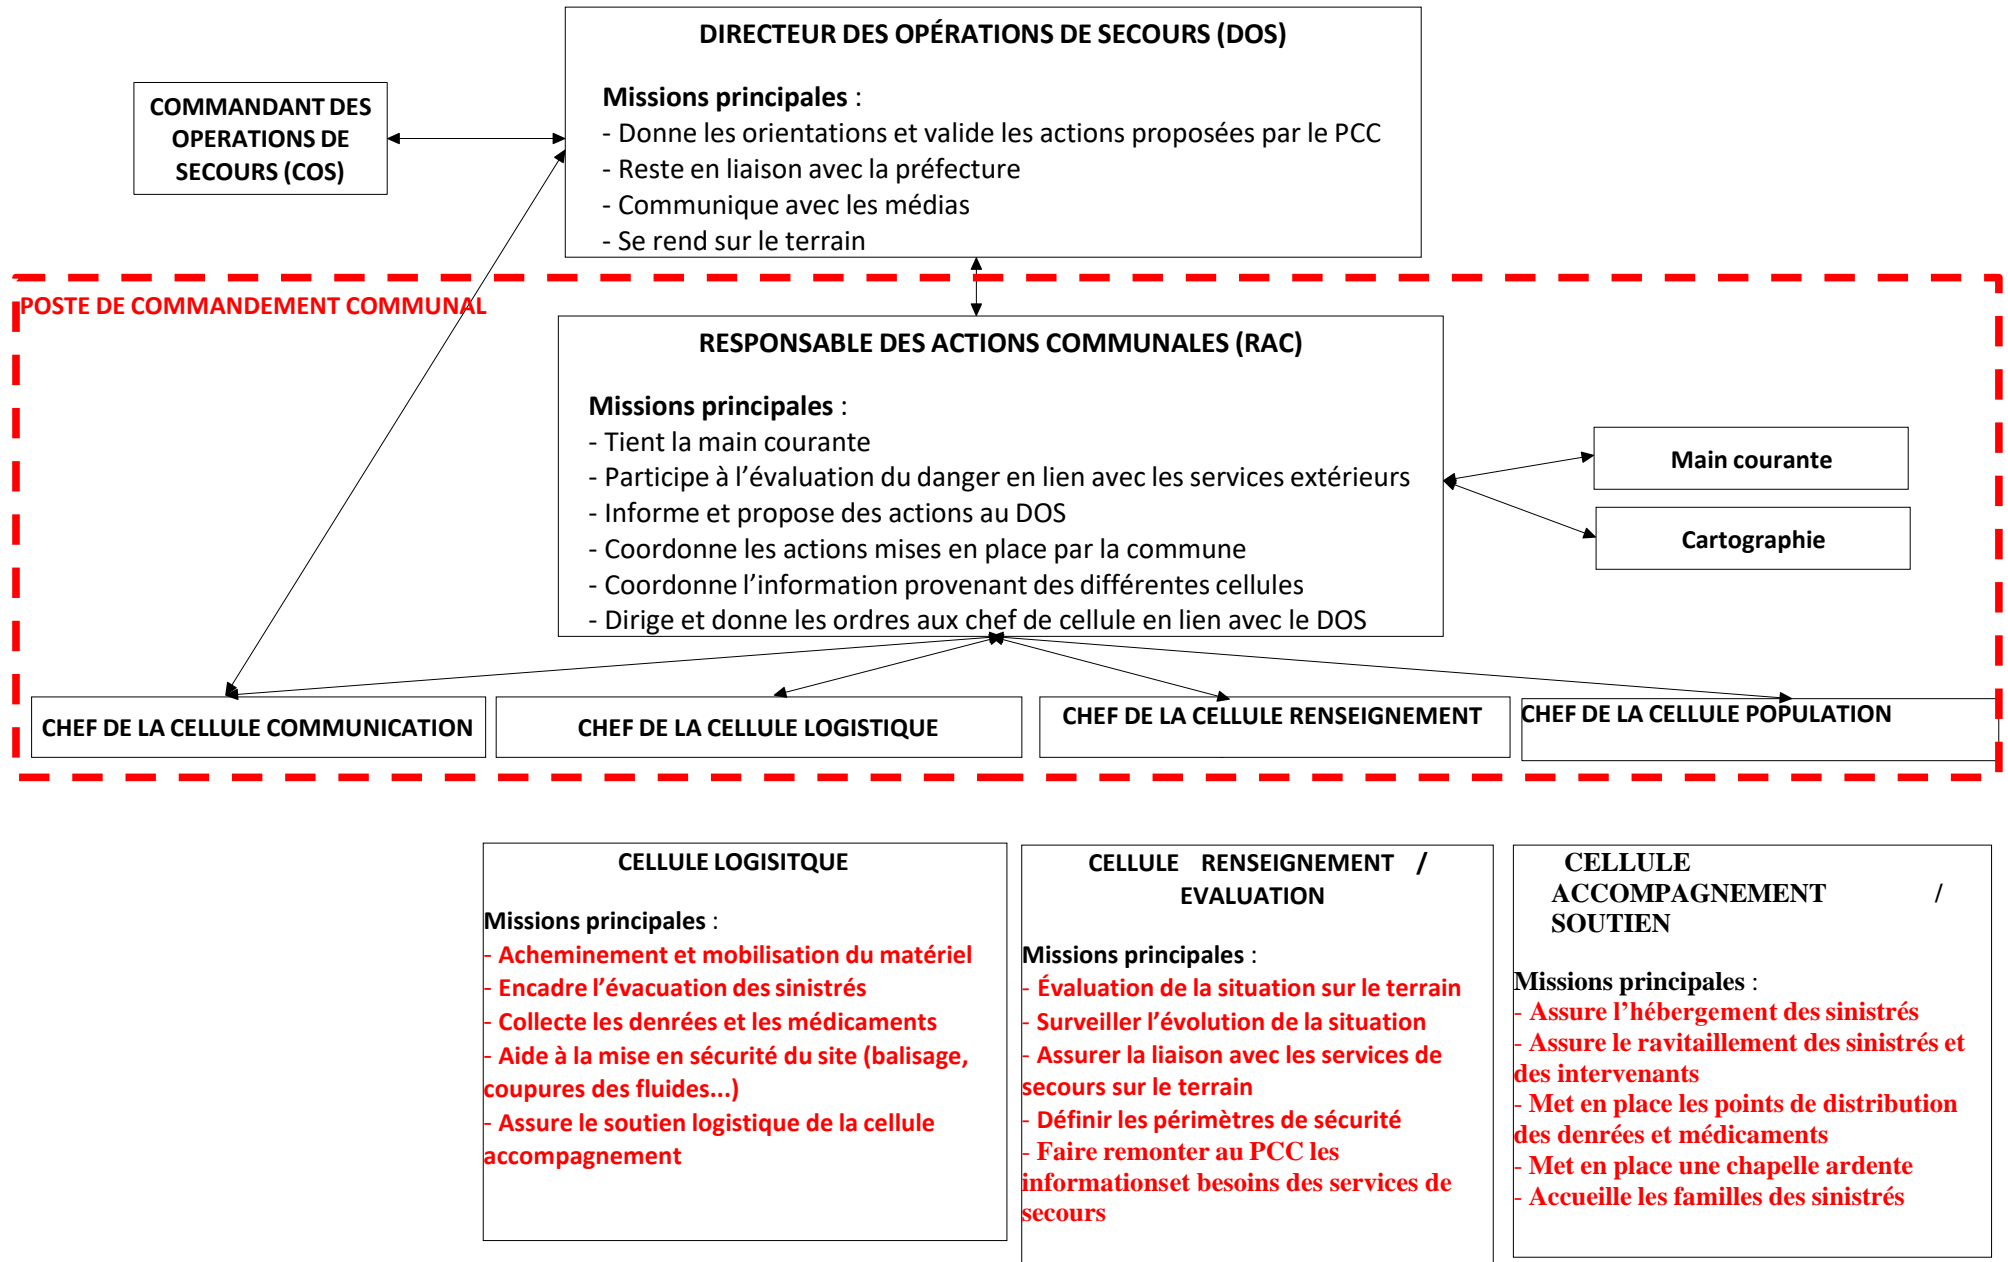 DIRECTEUR DES OPÉRATIONS DE SECOURS (DOS)
Missions principales :
- Donne les orientations et valide les actions proposées par le PCC
- Reste en liaison avec la préfecture
- Communique avec les médias
- Se rend sur le terrain
COMMANDANT DES
OPERATIONS DE
SECOURS (COS)
POSTE DE COMMANDEMENT COMMUNAL
RESPONSABLE DES ACTIONS COMMUNALES (RAC)
Missions principales :
- Tient la main courante
- Participe à l’évaluation du danger en lien avec les services extérieurs
- Informe et propose des actions au DOS
- Coordonne les actions mises en place par la commune
- Coordonne l’information provenant des différentes cellules
- Dirige et donne les ordres aux chef de cellule en lien avec le DOS
Main courante
Cartographie
CHEF DE LA CELLULE COMMUNICATION
CHEF DE LA CELLULE LOGISTIQUE
CHEF DE LA CELLULE RENSEIGNEMENT
CHEF DE LA CELLULE POPULATION
CELLULE LOGISITQUE
Missions principales :
- Acheminement et mobilisation du matériel
- Encadre l’évacuation des sinistrés
- Collecte les denrées et les médicaments
- Aide à la mise en sécurité du site (balisage,
coupures des fluides...)
- Assure le soutien logistique de la cellule
accompagnement
CELLULE RENSEIGNEMENT /
EVALUATION
Missions principales :
- Évaluation de la situation sur le terrain
- Surveiller l’évolution de la situation
- Assurer la liaison avec les services de
secours sur le terrain
- Définir les périmètres de sécurité
- Faire remonter au PCC les
informationset besoins des services de
secours
CELLULE
ACCOMPAGNEMENT /
SOUTIEN
Missions principales :
- Assure l’hébergement des sinistrés
- Assure le ravitaillement des sinistrés et
des intervenants
- Met en place les points de distribution
des denrées et médicaments
- Met en place une chapelle ardente
- Accueille les familles des sinistrés